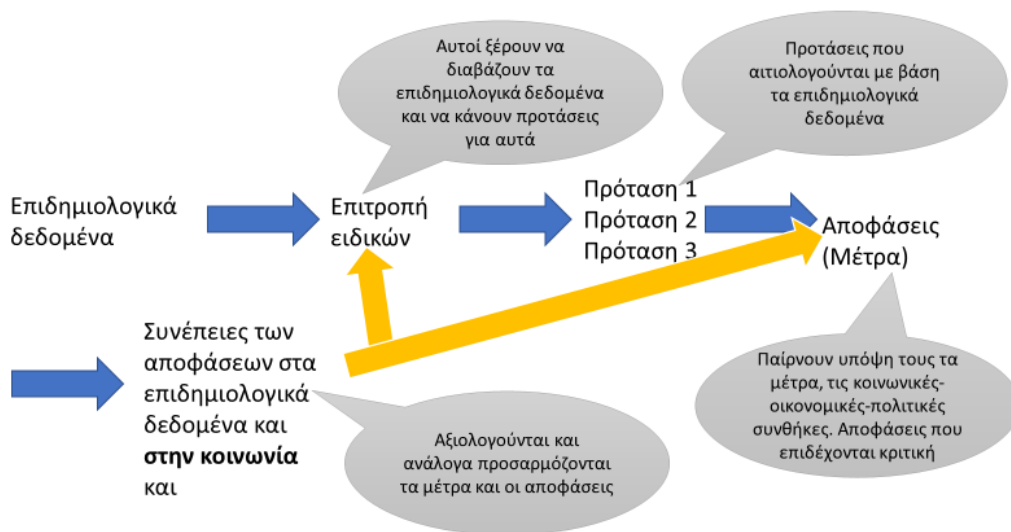 Αυτοί ξέρουν να
διαβάζουν τα
επιδημιολογικά δεδομένα
και να κάνουν προτάσεις
για αυτά
Προτάσεις που
αιτιολογούνται με βάση
τα επιδημιολογικά
δεδομένα
Επιδημιολογικά
δεδομένα
Επιτροπή
ειδικών
Πρόταση 1
Πρόταση 2
Πρόταση 3
Αποφάσεις
(Μέτρα)
Συνέπειες των
αποφάσεων στα
επιδημιολογικά
δεδομένα και
στην κοινωνία
και
Αξιολογούνται και
ανάλογα προσαρμόζονται
τα μέτρα και οι αποφάσεις
Παίρνουν υπόψη τους τα
μέτρα, τις κοινωνικές-
οικονομικές-πολιτικές
συνθήκες. Αποφάσεις που
επιδέχονται κριτική